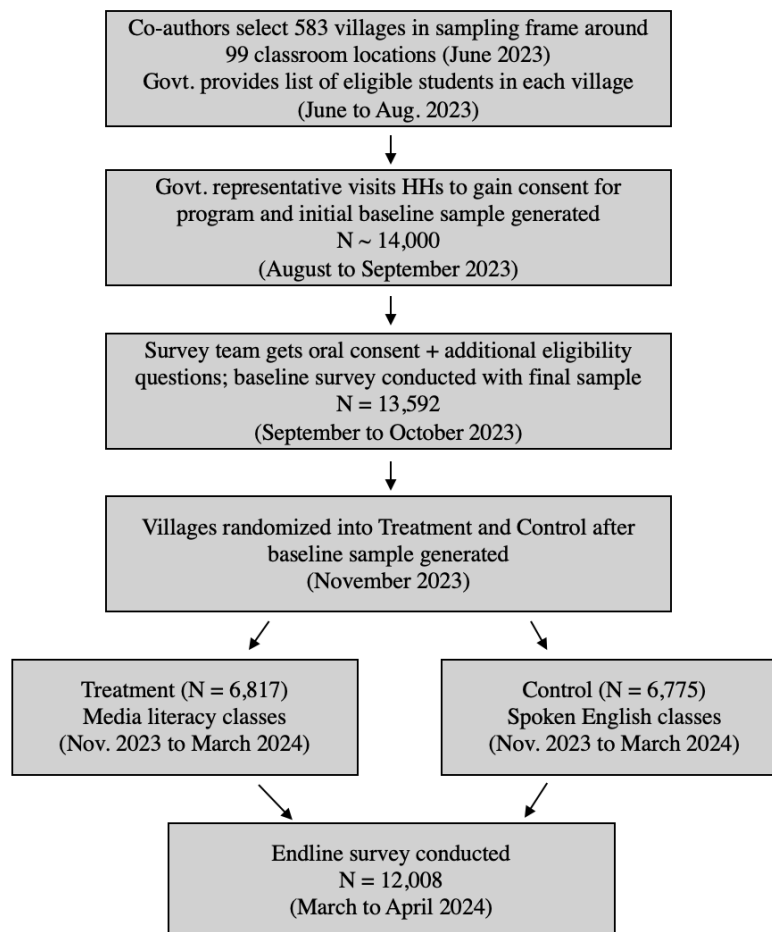 Co-authors select 583 villages in sampling frame around
99 classroom locations (June 2023)
Govt. provides list of eligible students in each village
(June to Aug. 2023)
Govt. representative visits HHs to gain consent for
program and initial baseline sample generated
N ~ 14,000
(August to September 2023)
Survey team gets oral consent + additional eligibility
questions; baseline survey conducted with final sample
N = 13,592
(September to October 2023)
Villages randomized into Treatment and Control after
baseline sample generated
(November 2023)
Treatment (N = 6,817)
Media literacy classes
(Nov. 2023 to March 2024)
Control (N = 6,775)
Spoken English classes
(Nov. 2023 to March 2024)
Endline survey conducted
N = 12,008
(March to April 2024)